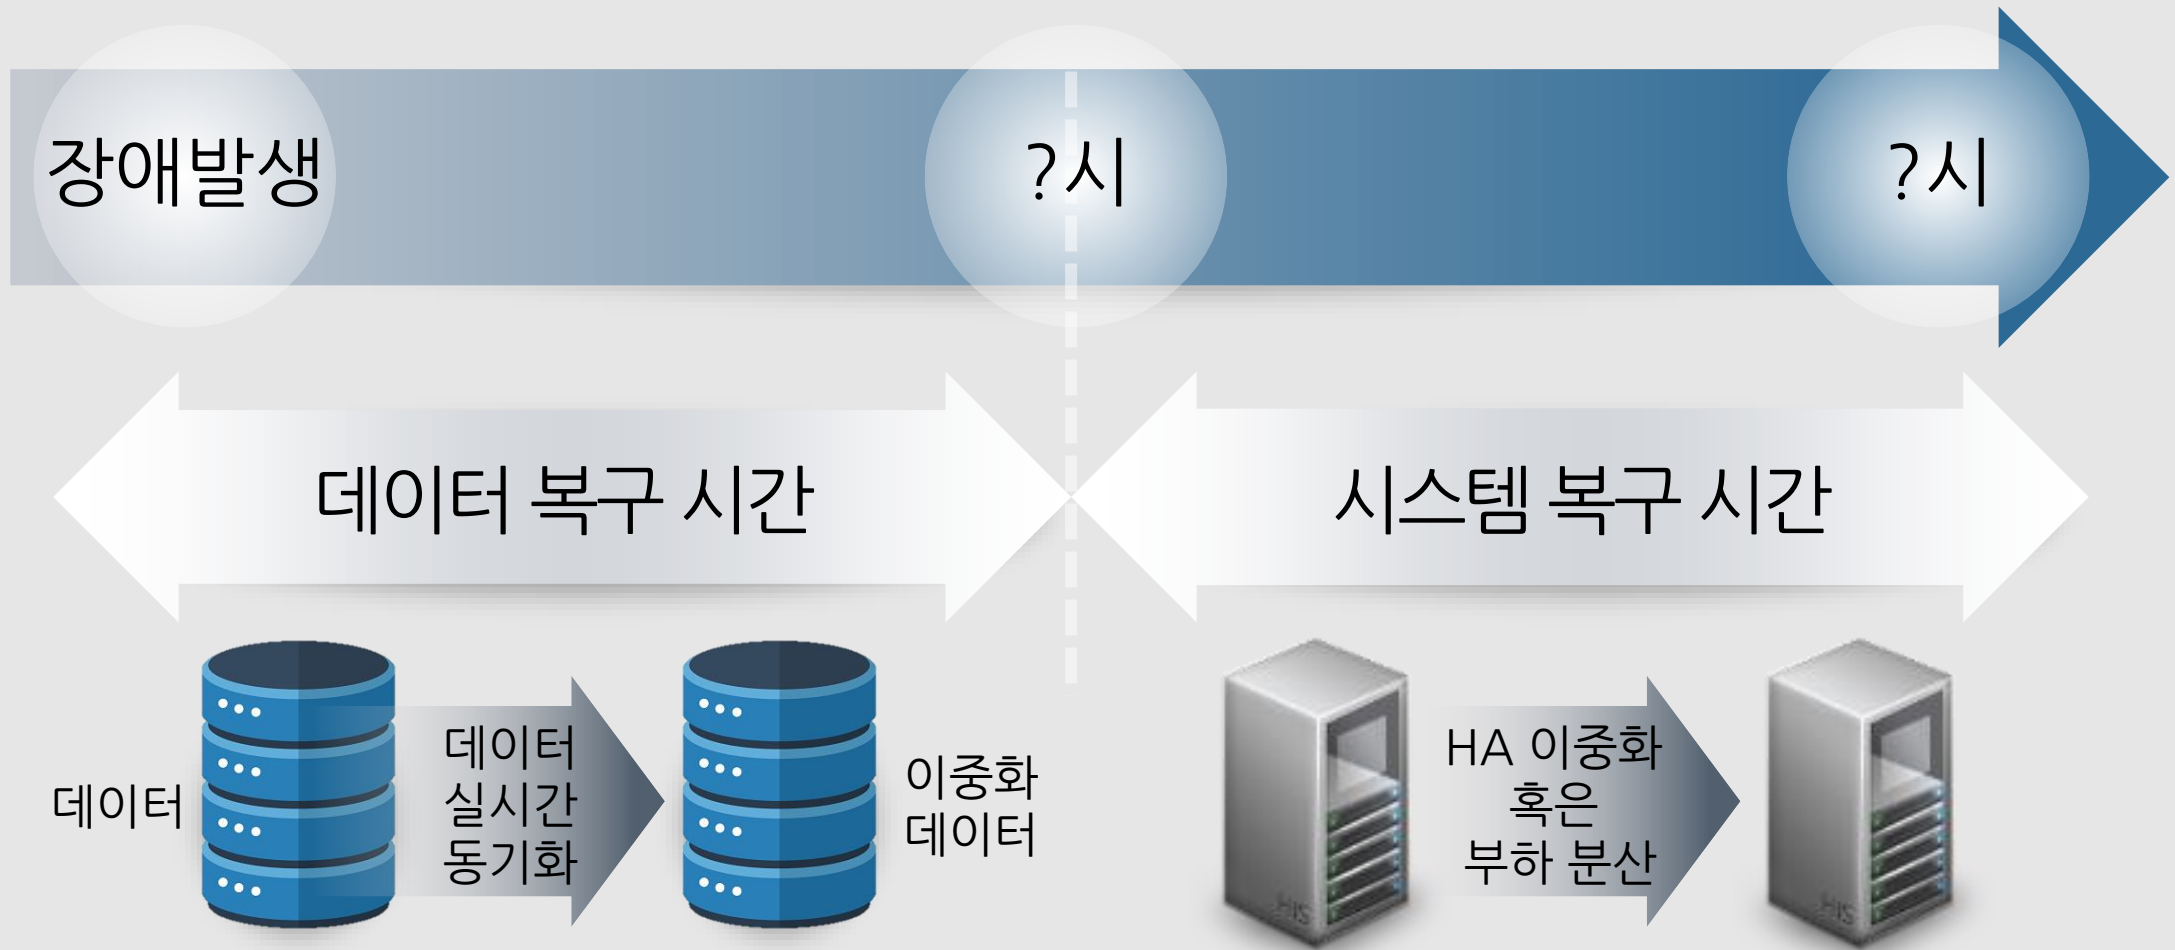 장애발생
?시
?시
데이터 복구 시간
시스템 복구 시간
데이터
데이터
실시간
동기화
이중화
데이터
HA 이중화
혹은
부하 분산
HIS
HIS